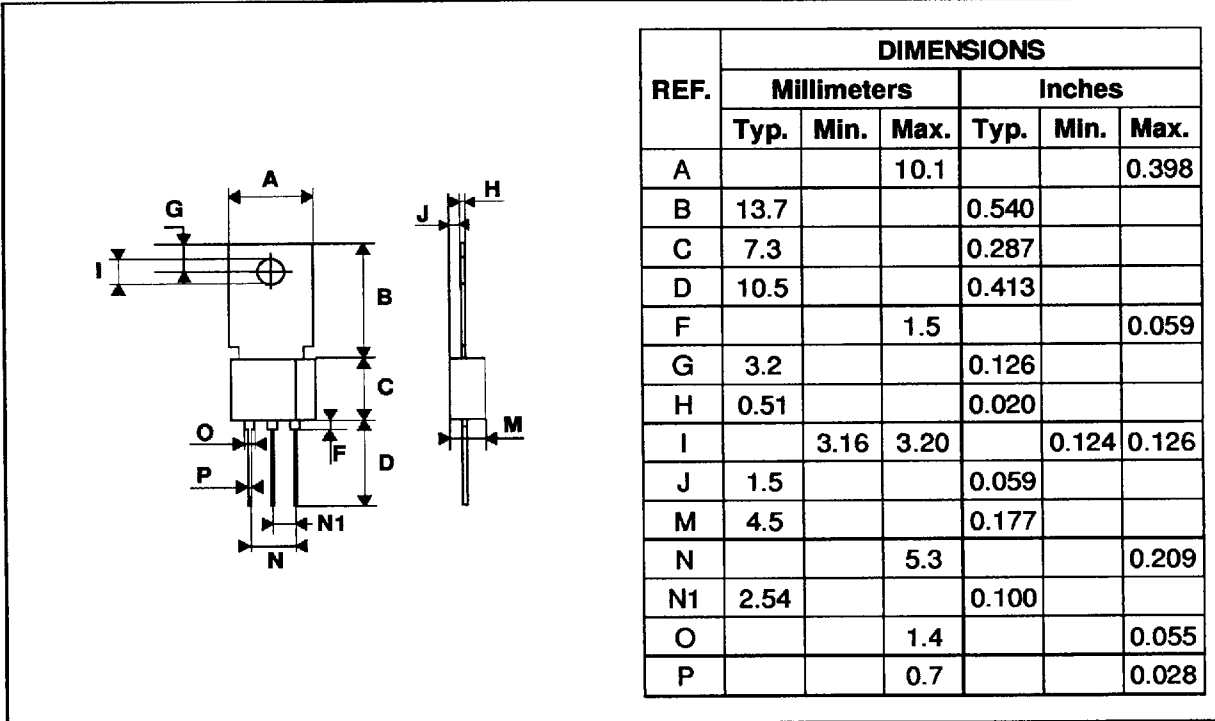 A
G
H
J
I
B
C
O
F
M
P
D
N1
N
DIMENSIONS
REF. Millimeters Inches
Typ. Min. Max. Typ. Min. Max.
A 10.1 0.398
B 13.7 0.540
C 7.3 0.287
D 10.5 0.413
F 1.5 0.059
G 3.2 0.126
H 0.51 0.020
I 3.16 3.20 0.124 0.126
J 1.5 0.059
M 4.5 0.177
N 5.3 0.209
N1 2.54 0.100
O 1.4 0.055
P 0.7 0.028